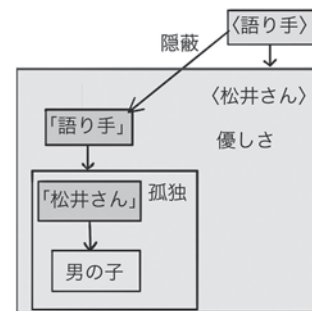 〈語り手〉
隠蔽
〈松井さん〉
「語り手」
優しさ
「松井さん」
孤独
男の子